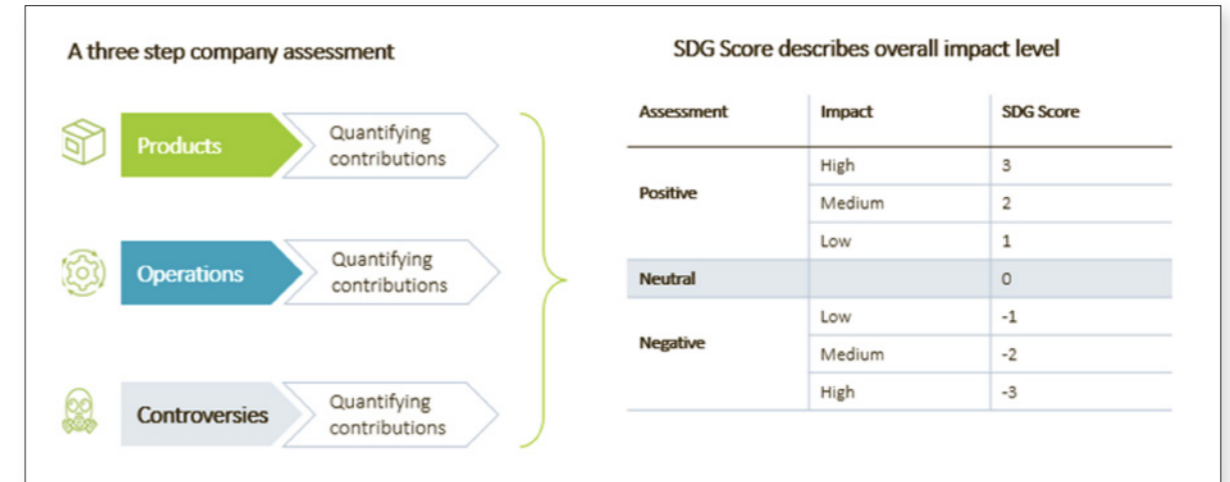 A three step company assessment
Products
Quantifying
contributions
Operations
Quantifying
contributions
Controversies
Quantifying
contributions
SDG Score describes overall impact level
Assessment Impact SDG Score
Positive
High 3
Medium 2
Low 1
Neutral 0
Negative
Low -1
Medium -2
High -3